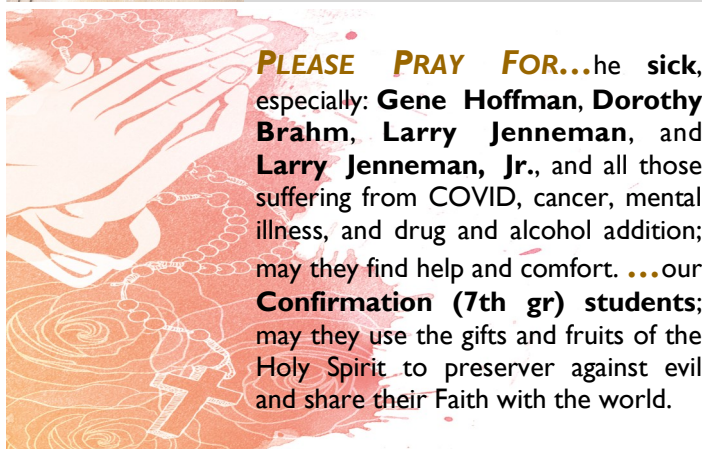 PLEASE PRAY FOR...he sick,
especially: Gene Hoffman, Dorothy
Brahm, Larry Jenneman, and
Larry Jenneman, Jr., and all those
suffering from COVID, cancer, mental
illness, and drug and alcohol addition;
may they find help and comfort. ...our
Confirmation (7th gr) students;
may they use the gifts and fruits of the
Holy Spirit to preserver against evil
and share their Faith with the world.